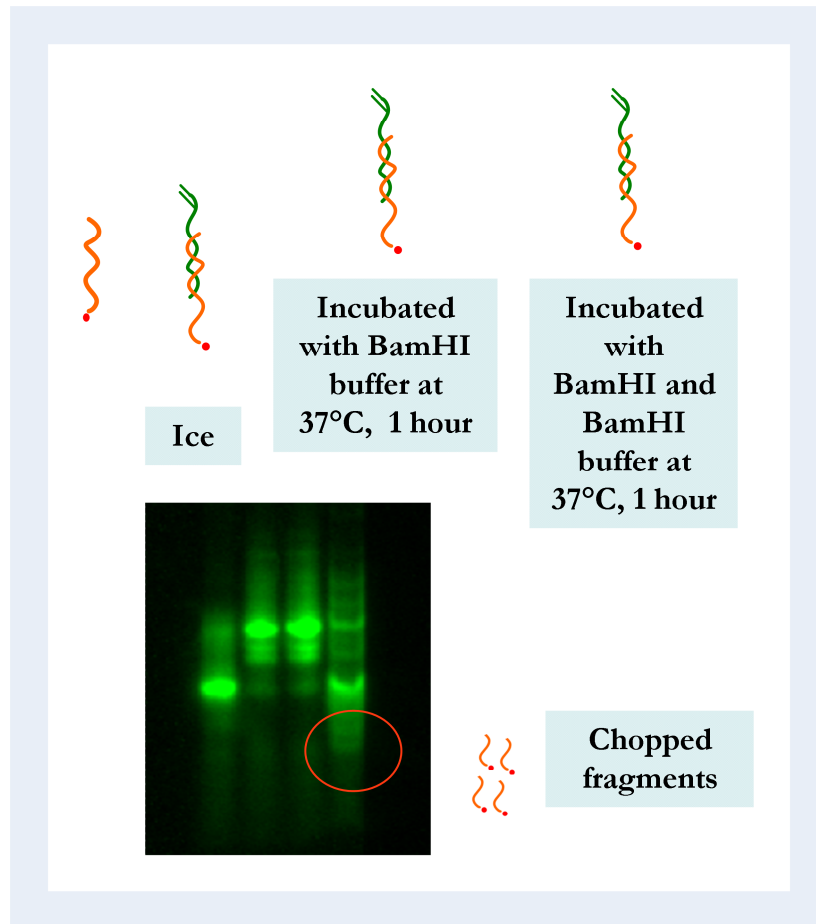 Incubated
with BamHI
buffer at
37°C,  1 hour
Incubated
with
BamHI and
BamHI
buffer at
37°C, 1 hour
Ice
Chopped
fragments